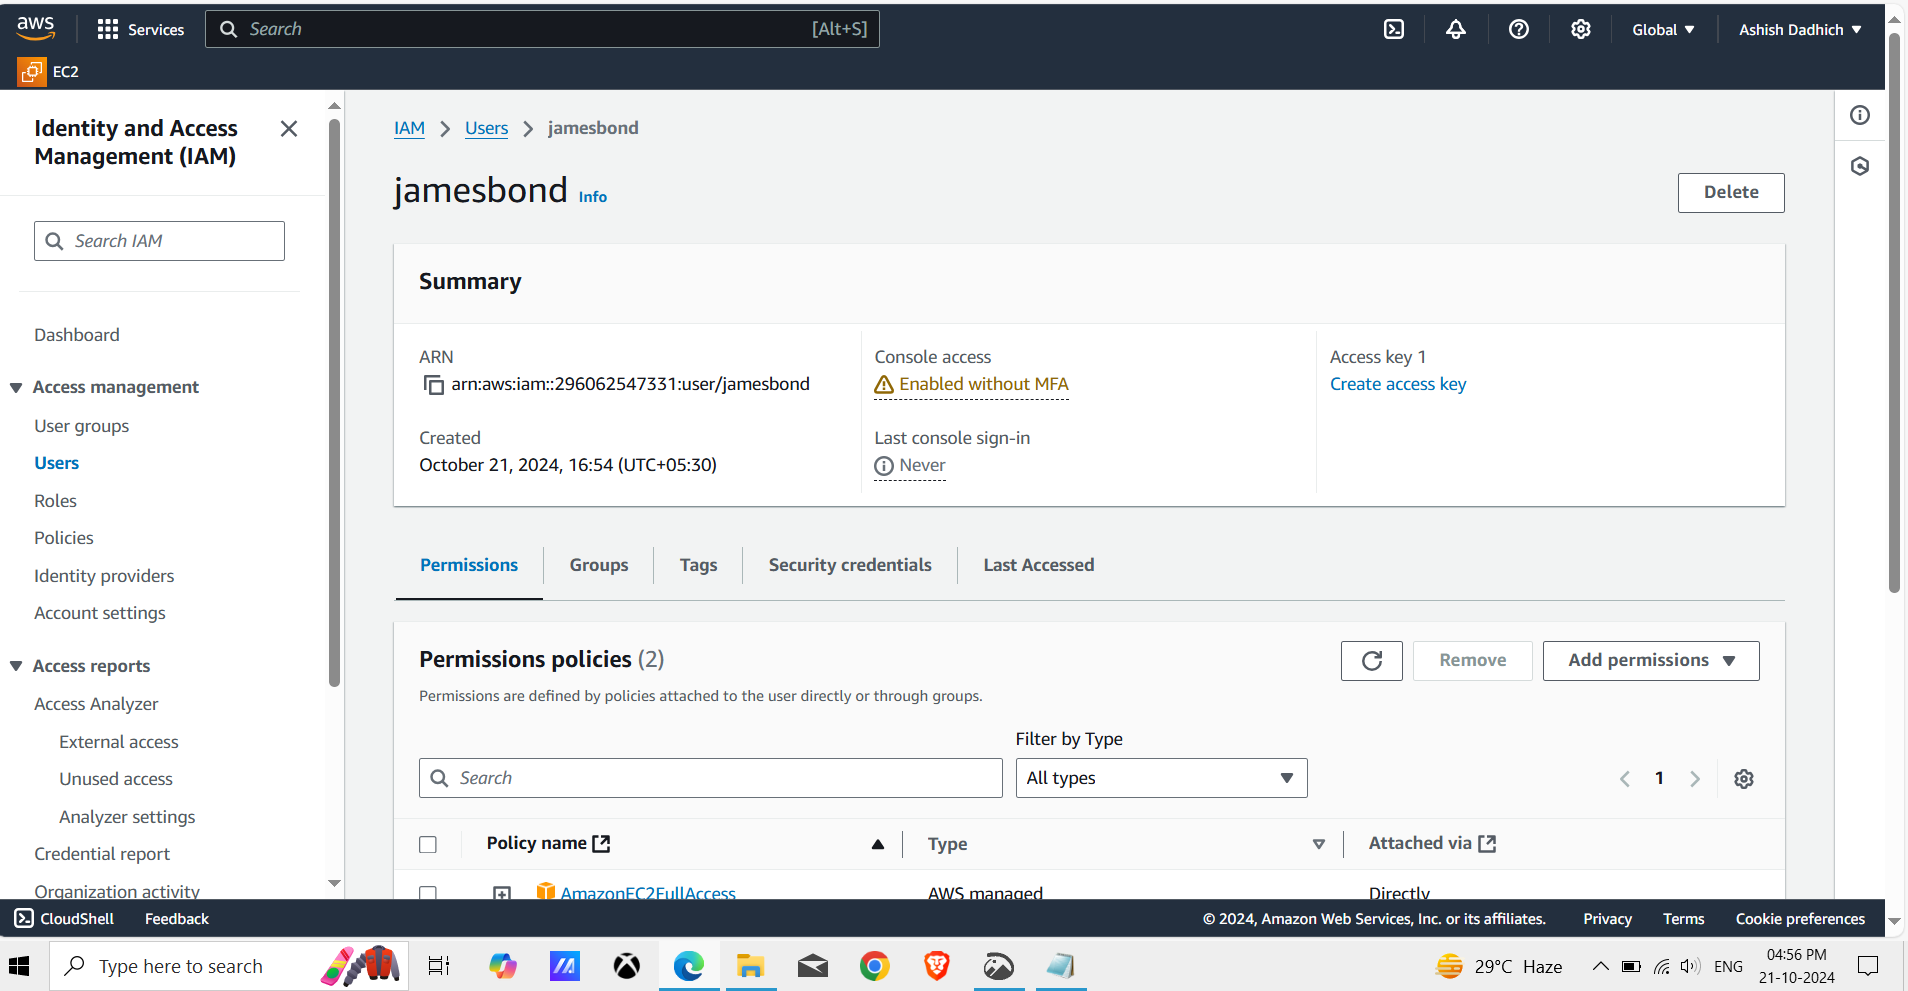 aws
Services
Search
[Alt+S]
Global
Ashish Dadhich
EC2
Identity and Access
Management (IAM)
Search IAM
Dashboard
Access management
User groups
Users
Roles
Policies
Identity providers
Account settings
Access reports
Access Analyzer
External access
Unused access
Analyzer settings
Credential report
Organization activity
IAM > Users > jamesbond
jamesbond Info
Delete
Summary
ARN
arn:aws:iam::296062547331:user/jamesbond
Created
October 21, 2024, 16:54 (UTC+05:30)
Console access
Enabled without MFA
Last console sign-in
Never
Access key 1
Create access key
Permissions
Groups
Tags
Security credentials
Last Accessed
Permissions policies (2)
Permissions are defined by policies attached to the user directly or through groups.
Remove
Add permissions
Filter by Type
Search
All types
1
Policy name
Type
Attached via
AmazonEC2FullAccess
AWS managed
Directly
CloudShell
Feedback
© 2024, Amazon Web Services, Inc. or its affiliates.
Privacy
Terms
Cookie preferences
Type here to search
29°C Haze
ENG
04:56 PM
21-10-2024